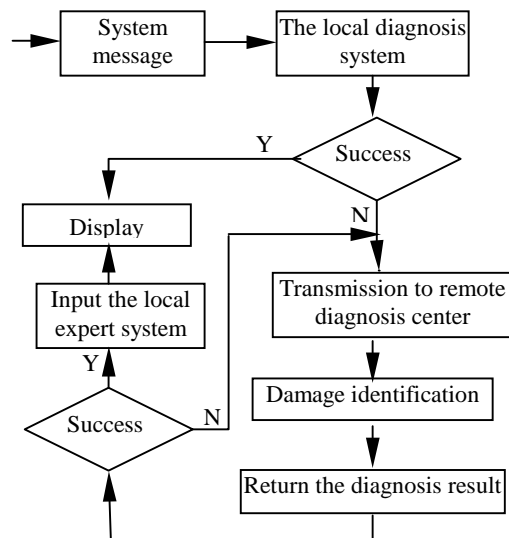 System
message
The local diagnosis
system
Success
Y
N
Display
Input the local
expert system
Y
Transmission to remote
diagnosis center
Damage identification
N
Success
Return the diagnosis result